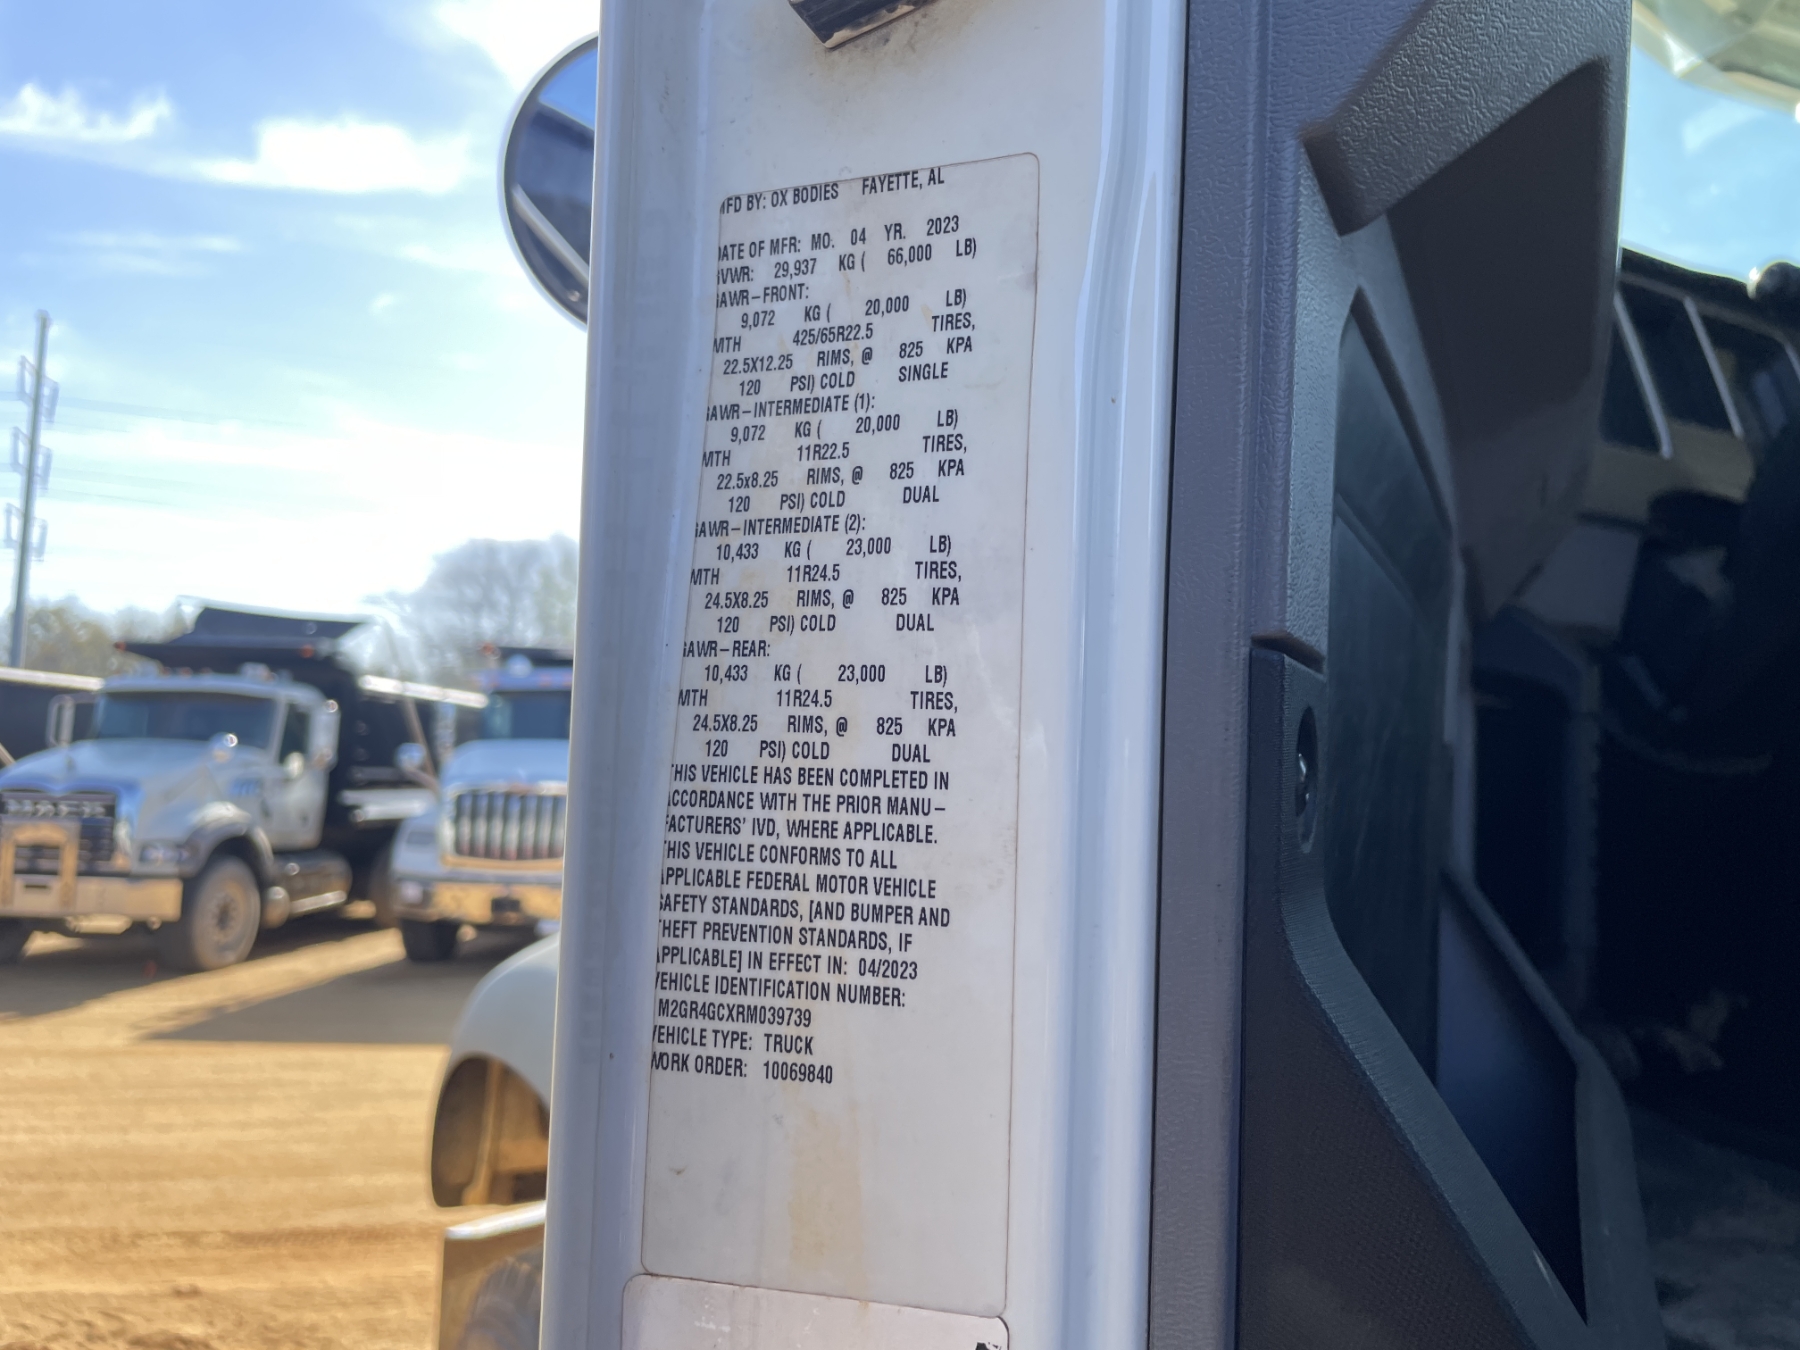 MFD BY: OX BODIES FAYETTE, AL
DATE OF MFR: MO. 04 YR. 2023
GVWR: 29,937 KG ( 66,000 LB)
GAWR-FRONT:
9,072 KG ( 20,000 LB)
WITH 425/65R22.5 TIRES,
22.5X12.25 RIMS, @ 825 KPA
120 PSI) COLD SINGLE
GAWR-INTERMEDIATE (1):
9,072 KG ( 20,000 LB)
WITH 11R22.5 TIRES,
22.5x8.25 RIMS, @ 825 KPA
120 PSI) COLD DUAL
GAWR-INTERMEDIATE (2):
10,433 KG ( 23,000 LB)
WITH 11R24.5 TIRES,
24.5X8.25 RIMS, @ 825 KPA
120 PSI) COLD DUAL
GAWR-REAR:
10,433 KG ( 23,000 LB)
WITH 11R24.5 TIRES,
24.5X8.25 RIMS, @ 825 KPA
120 PSI) COLD DUAL
THIS VEHICLE HAS BEEN COMPLETED IN
ACCORDANCE WITH THE PRIOR MANU-
FACTURERS' IVD, WHERE APPLICABLE.
THIS VEHICLE CONFORMS TO ALL
APPLICABLE FEDERAL MOTOR VEHICLE
SAFETY STANDARDS, [AND BUMPER AND
THEFT PREVENTION STANDARDS, IF
APPLICABLE] IN EFFECT IN: 04/2023
VEHICLE IDENTIFICATION NUMBER:
M2GR4GCXRM039739
VEHICLE TYPE: TRUCK
WORK ORDER: 10069840
MACK